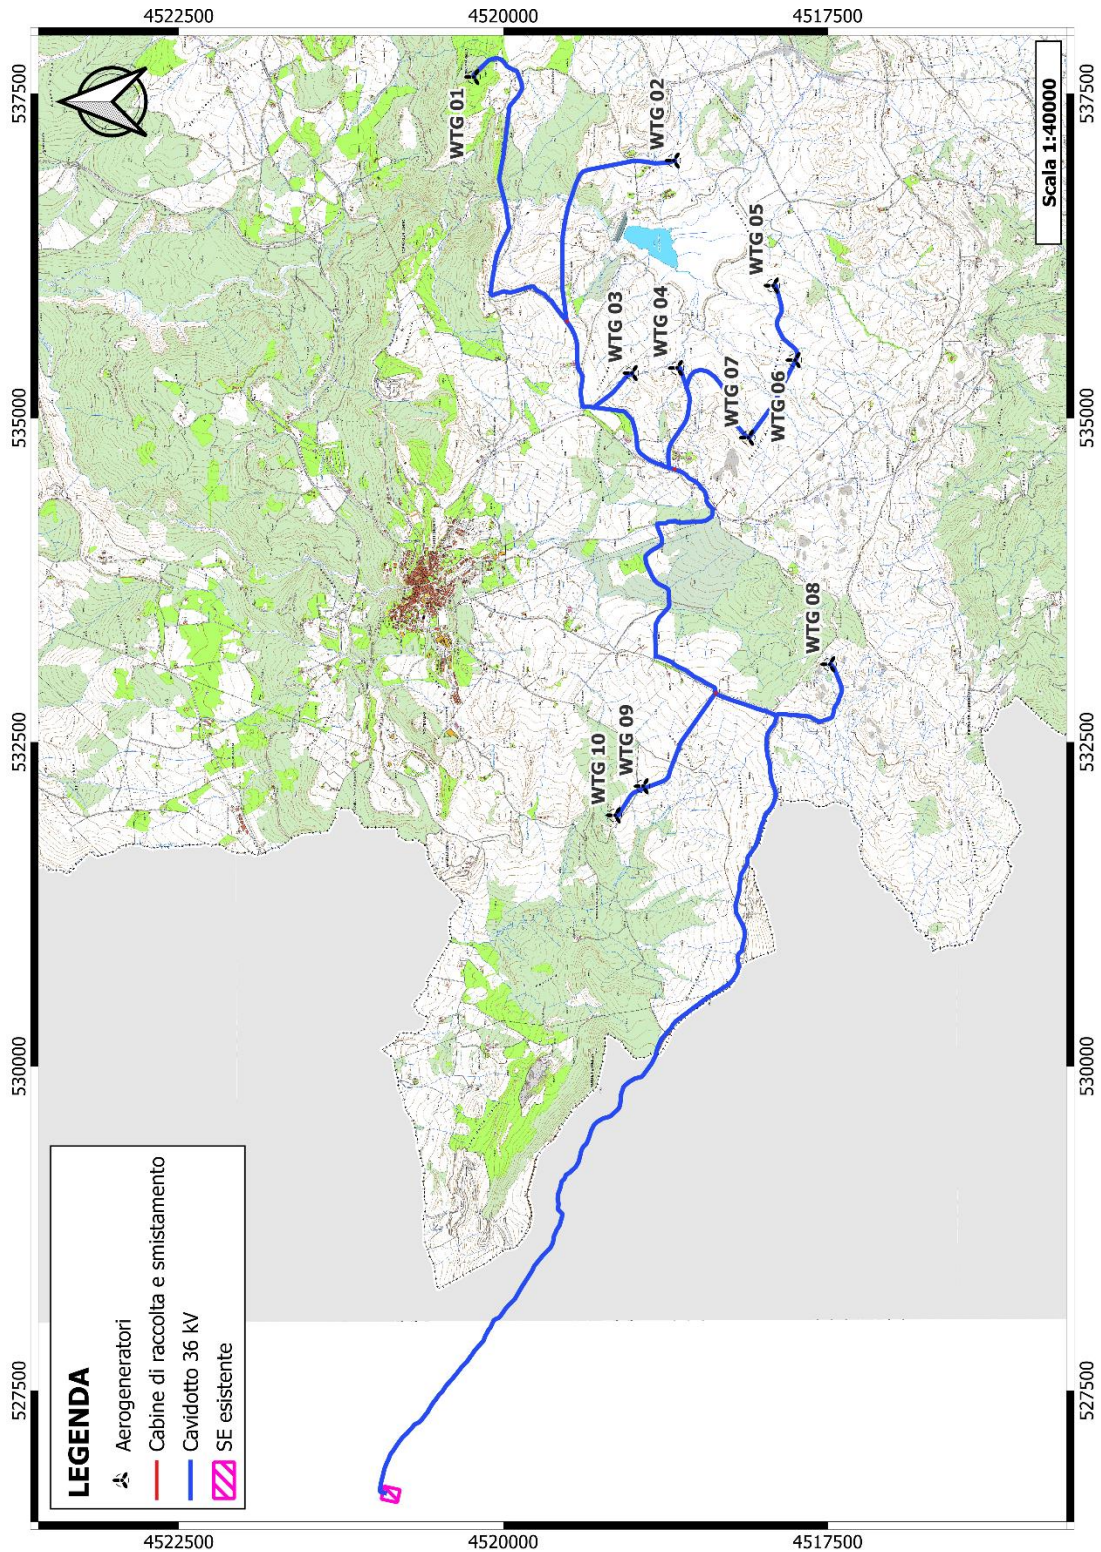 4522500
4520000
4517500
537500
535000
532500
530000
527500
537500
535000
532500
530000
527500
4522500
4520000
4517500
Scala 1:40000
WTG 01
WTG 02
WTG 03
WTG 04
WTG 05
WTG 06
WTG 07
WTG 08
WTG 09
WTG 10
LEGENDA
Aerogeneratori
Cabine di raccolta e smistamento
Cavidotto 36 kV
SE esistente